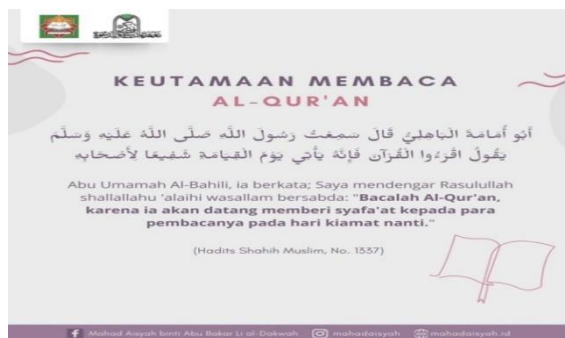 KEUTAMAAN MEMBACA
AL-QUR'AN
أَبُو أُمَامَةَ الْبَاهِلِيُّ قَالَ سَمِعْتُ رَسُولَ اللَّهِ صَلَّى اللَّهُ عَلَيْهِ وَسَلَّمَ
يَقُولُ اقْرَءُوا الْقُرْآنَ فَإِنَّهُ يَأْتِي يَوْمَ الْقِيَامَةِ شَفِيعًا لِأَصْحَابِهِ
Abu Umamah Al-Bahili, ia berkata; Saya mendengar Rasulullah
shallallahu 'alaihi wasallam bersabda: "Bacalah Al-Qur'an,
karena ia akan datang memberi syafa'at kepada para
pembacanya pada hari kiamat nanti."
(Hadits Shahih Muslim, No. 1337)
Mahad Aisyah binti Abu Bakar Li al-Dakwah mahadaisyah mahadaisyah.id